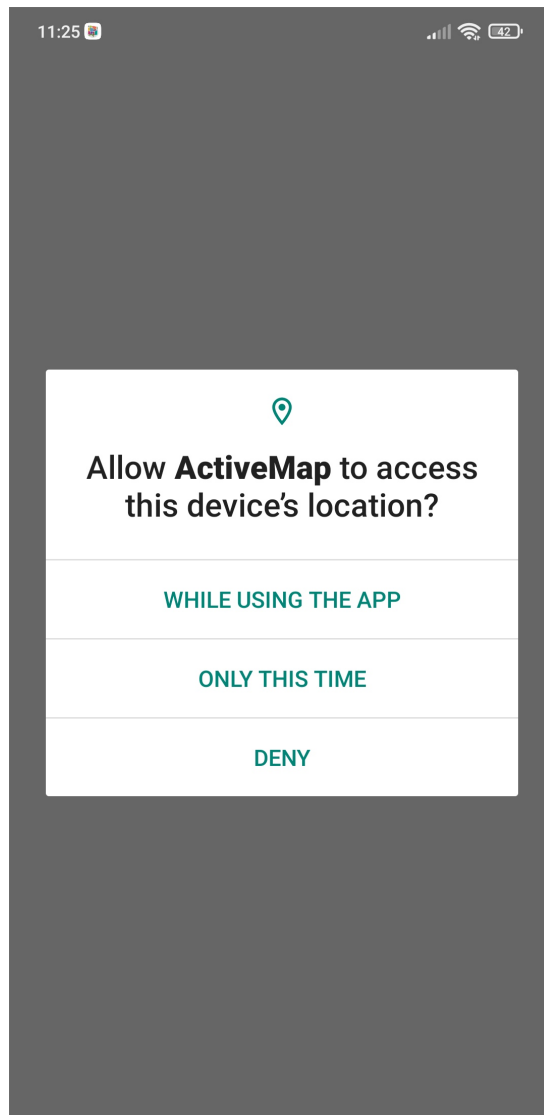 11:25
42
Allow ActiveMap to access
this device’s location?
WHILE USING THE APP
ONLY THIS TIME
DENY